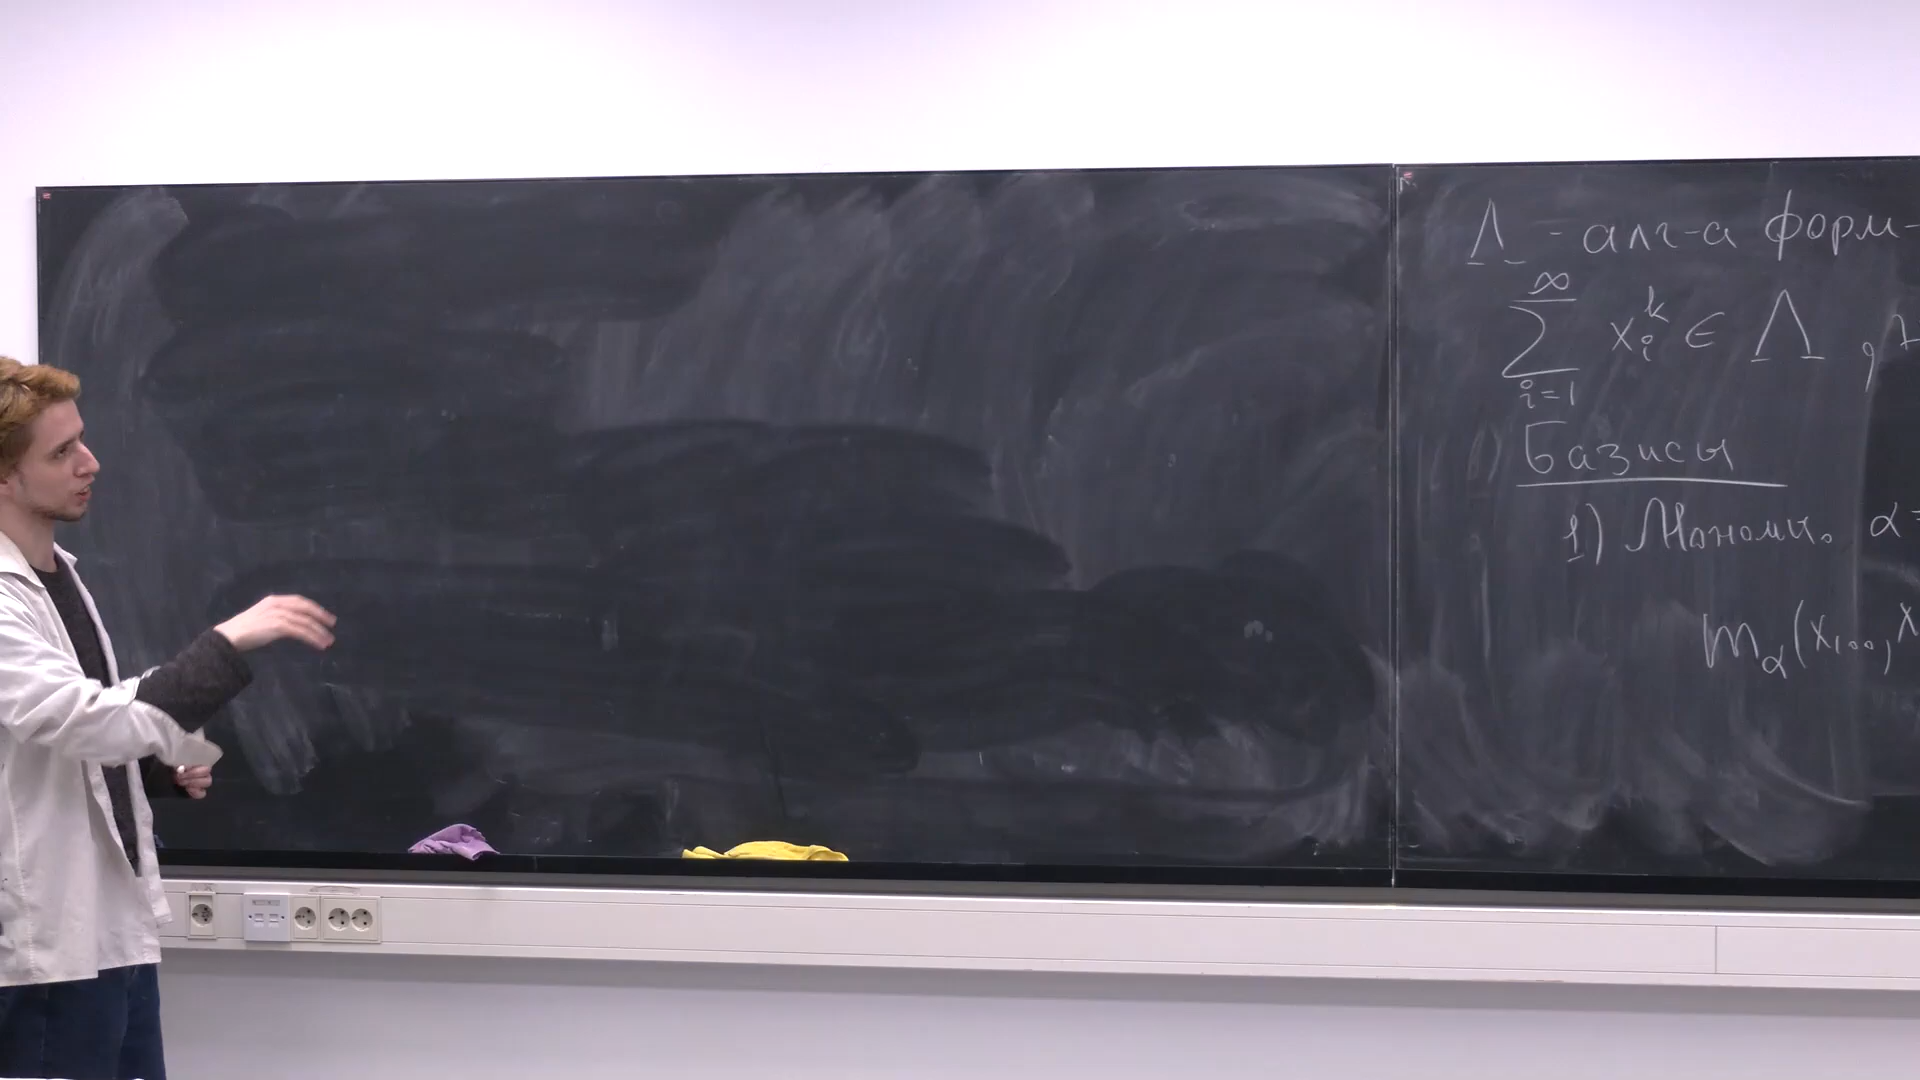 Λ - алг-а форм-
∞
∑ x_i^k ∈ Λ ,
i=1
Базисы
1) Мономы. α =
m_α(x_1,..,x